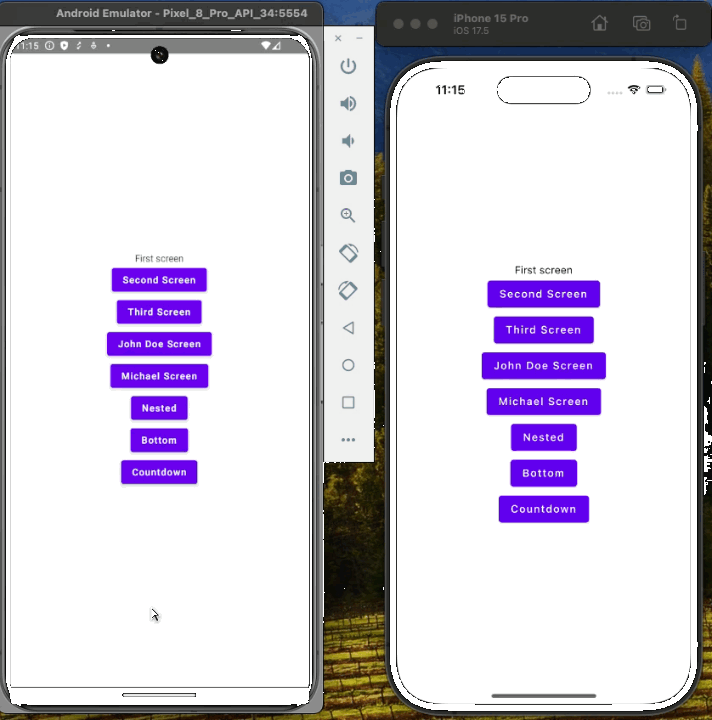 Android Emulator - Pixel_8_Pro_API_34:5554
11:15
First screen
Second Screen
Third Screen
John Doe Screen
Michael Screen
Nested
Bottom
Countdown
iPhone 15 Pro
iOS 17.5
11:15
First screen
Second Screen
Third Screen
John Doe Screen
Michael Screen
Nested
Bottom
Countdown